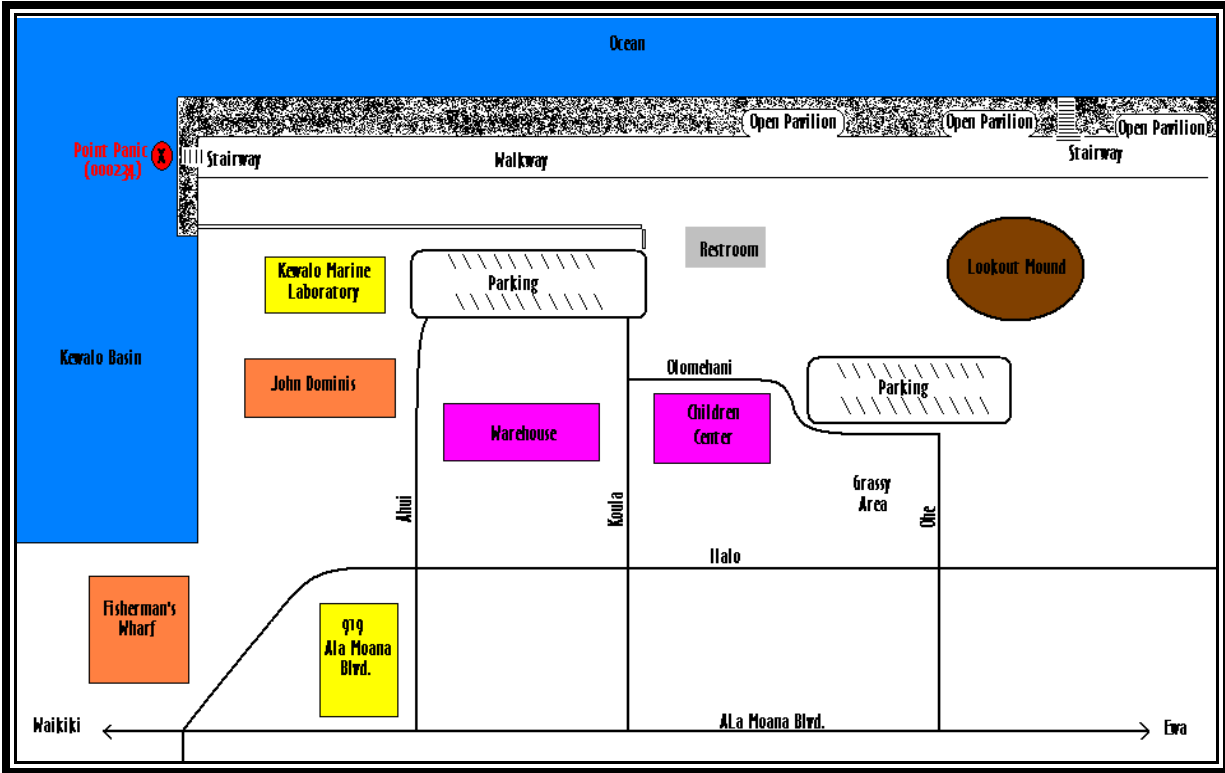 Ocean
Open Pavilion
Open Pavilion
Open Pavilion
Point Panic
(000234)
X
Stairway
Walkway
Stairway
Restroom
Kewalo Marine
Laboratory
Parking
Lookout Mound
Kewalo Basin
John Dominis
Olomehani
Parking
Warehouse
Children
Center
Ahui
Koula
Grassy
Area
Ohe
Ilalo
Fisherman's
Wharf
919
Ala Moana
Blvd.
Waikiki
ALa Moana Blvd.
Ewa